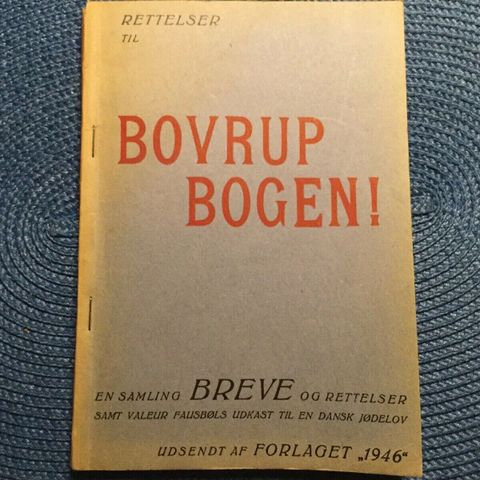 RETTELSER
TIL
BOVRUP
BOGEN!
EN SAMLING BREVE OG RETTELSER
SAMT VALEUR FAUSBØLS UDKAST TIL EN DANSK JØDELOV
UDSENDT AF FORLAGET „1946“